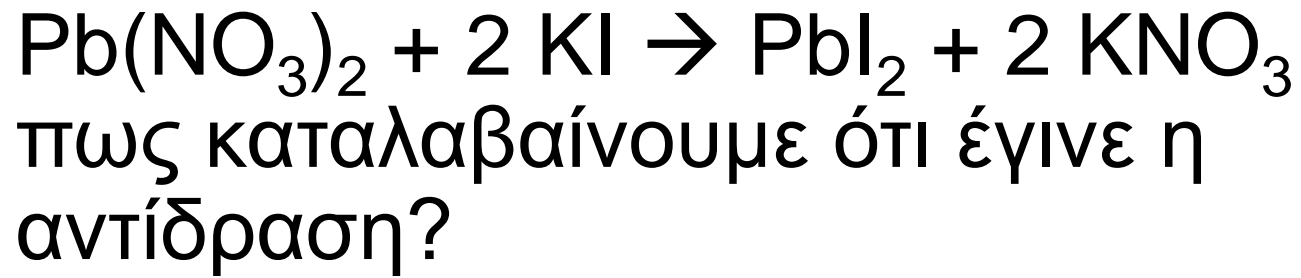 Pb(NO₃)₂ + 2 KI → PbI₂ + 2 KNO₃
πως καταλαβαίνουμε ότι έγινε η
αντίδραση?